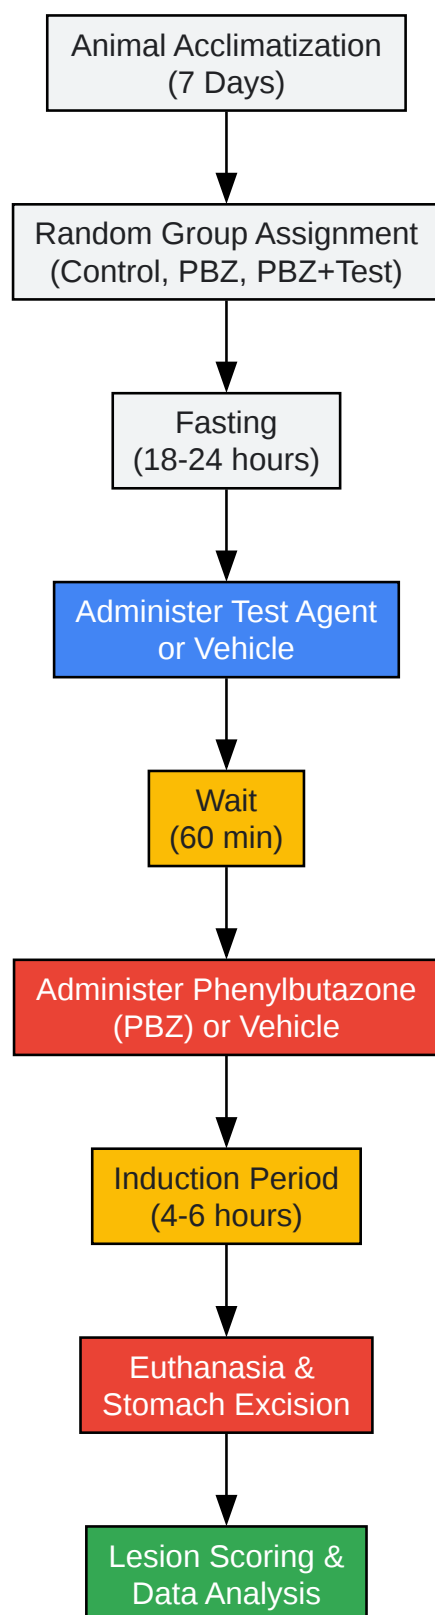 Animal Acclimatization
(7 Days)
Random Group Assignment
(Control, PBZ, PBZ+Test)
Fasting
(18-24 hours)
Administer Test Agent
or Vehicle
Wait
(60 min)
Administer Phenylbutazone
(PBZ) or Vehicle
Induction Period
(4-6 hours)
Euthanasia &
Stomach Excision
Lesion Scoring &
Data Analysis